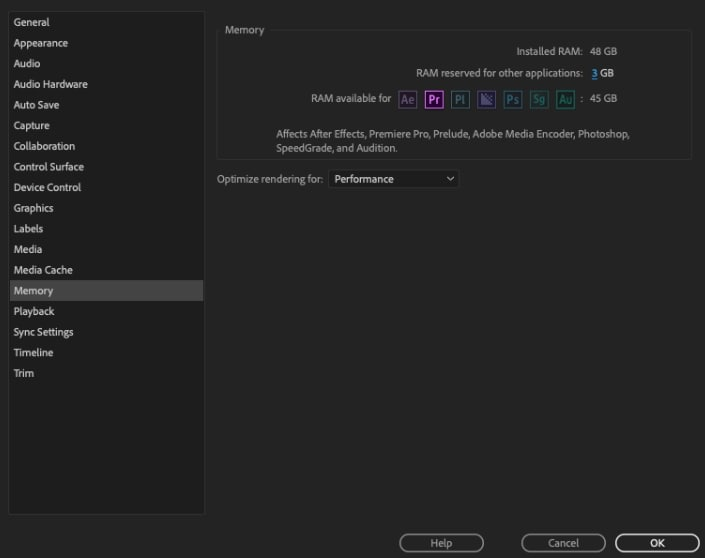 General
Appearance
Audio
Audio Hardware
Auto Save
Capture
Collaboration
Control Surface
Device Control
Graphics
Labels
Media
Media Cache
Memory
Playback
Sync Settings
Timeline
Trim
Memory
Installed RAM: 48 GB
RAM reserved for other applications: 3 GB
RAM available for Ae Pr Pl Ps Sg Au : 45 GB
Affects After Effects, Premiere Pro, Prelude, Adobe Media Encoder, Photoshop,
SpeedGrade, and Audition.
Optimize rendering for: Performance
Help Cancel OK